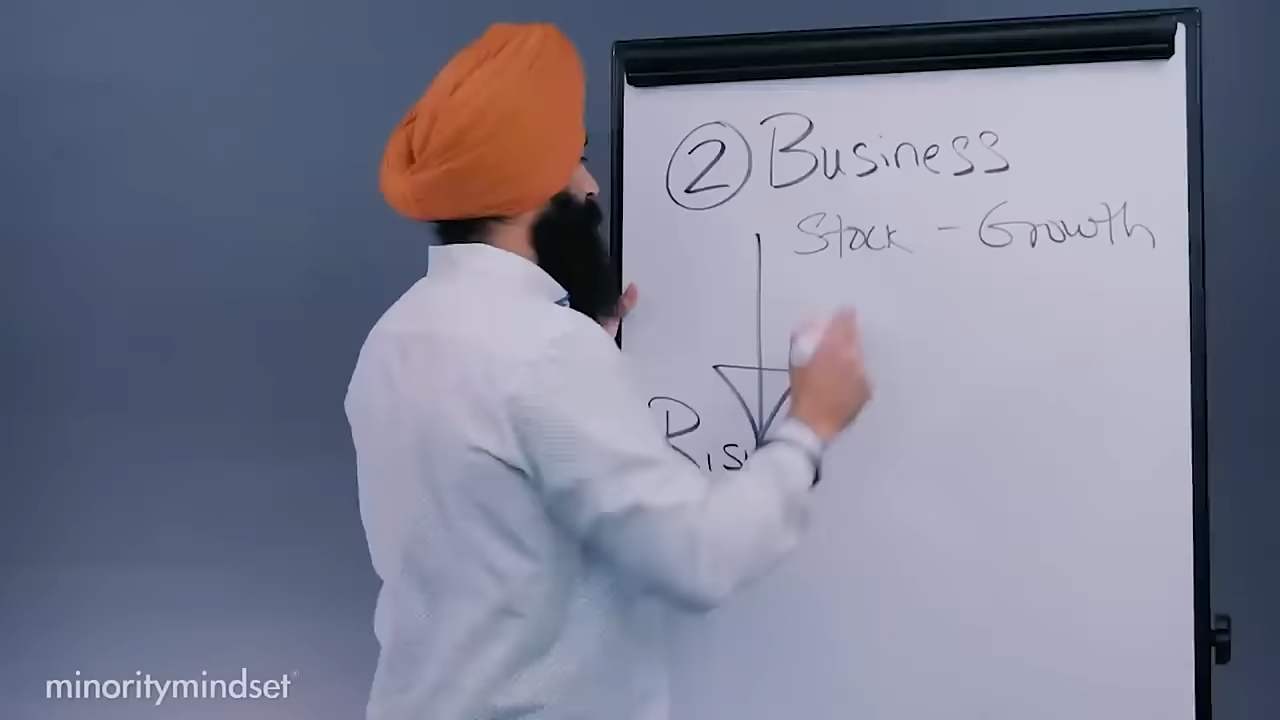 ② Business
Stock - Growth
minoritymindset